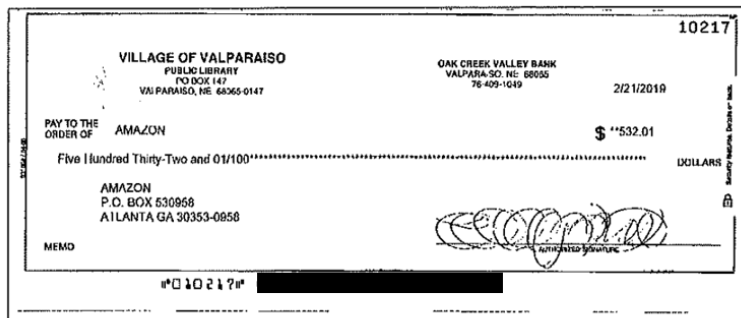 10217
VILLAGE OF VALPARAISO
PUBLIC LIBRARY
PO BOX 147
VALPARAISO, NE 68065-0147
OAK CREEK VALLEY BANK
VALPARAISO, NE 68065
76-409-1049
2/21/2019
PAY TO THE
ORDER OF AMAZON
$ **532.01
Five Hundred Thirty-Two and 01/100
DOLLARS
AMAZON
P.O. BOX 530958
ATLANTA GA 30353-0958
MEMO
AUTHORIZED SIGNATURE
⑈010217⑈